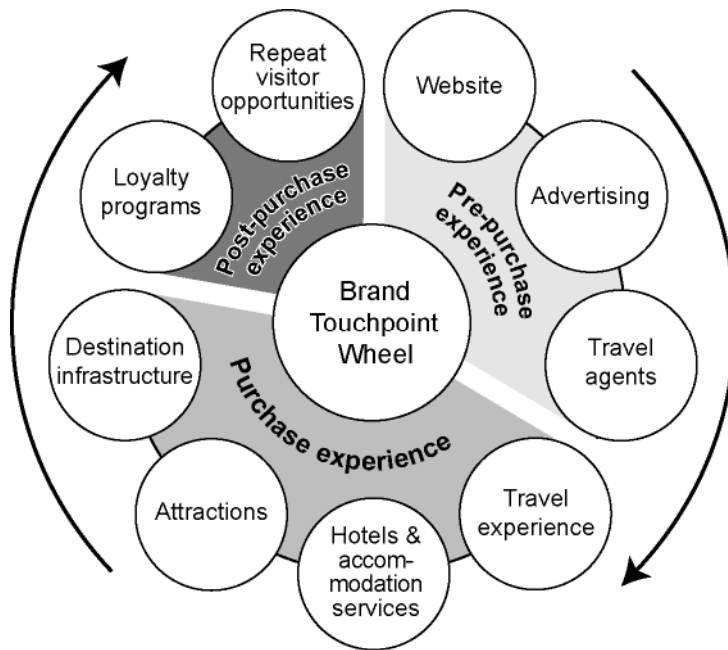 Brand
Touchpoint
Wheel
Pre-purchase
experience
Website
Advertising
Travel
agents
Purchase experience
Travel
experience
Hotels &
accom-
modation
services
Attractions
Destination
infrastructure
Post-purchase
experience
Loyalty
programs
Repeat
visitor
opportunities